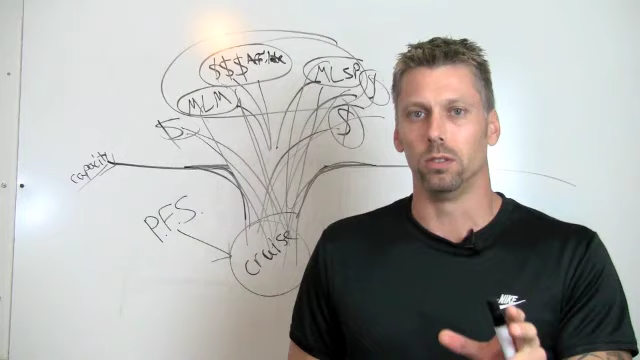 $$$ Affiliate
MLSP
MLM
$
$
capacity
P.F.S.
cruise
NIKE